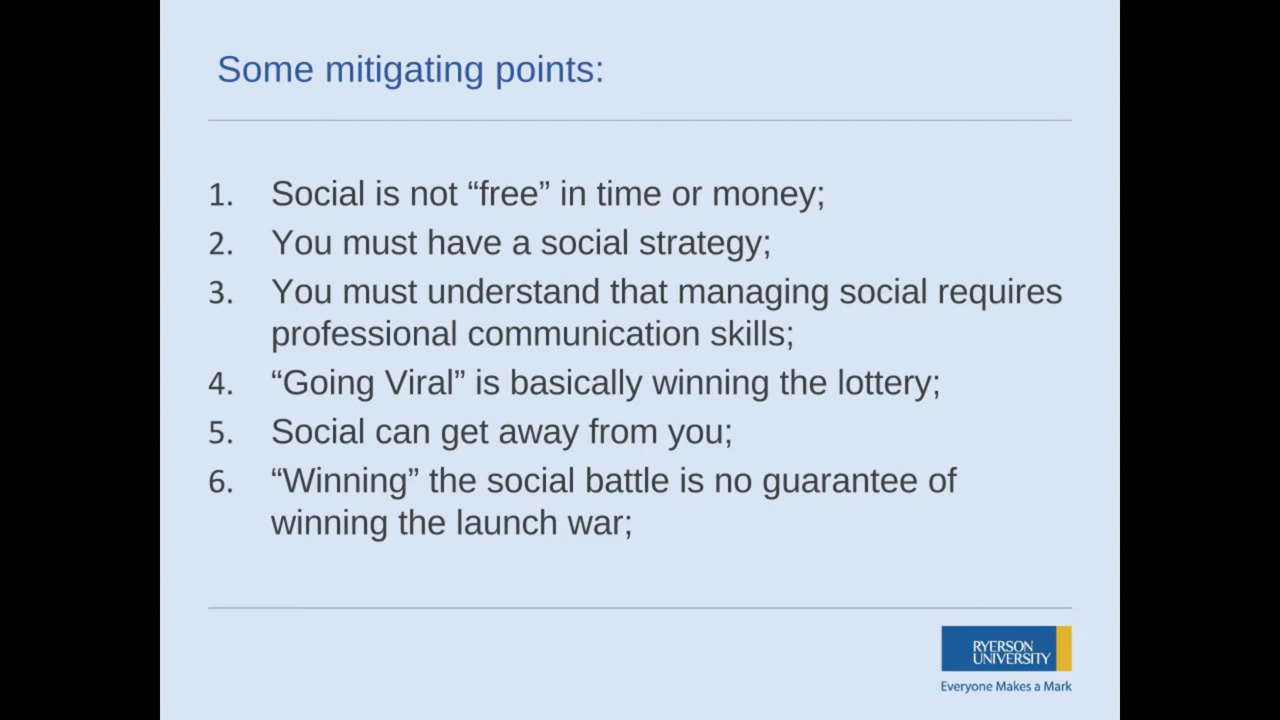 Some mitigating points:
1. Social is not “free” in time or money;
2. You must have a social strategy;
3. You must understand that managing social requires
professional communication skills;
4. “Going Viral” is basically winning the lottery;
5. Social can get away from you;
6. “Winning” the social battle is no guarantee of
winning the launch war;
RYERSON
UNIVERSITY
Everyone Makes a Mark